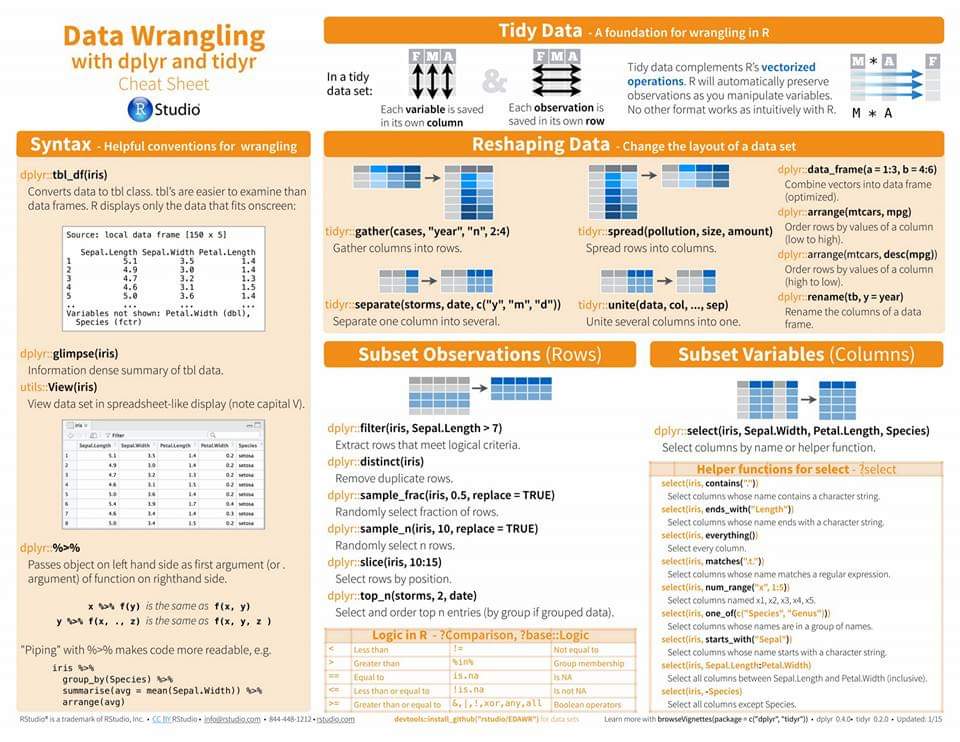 Data Wrangling
with dplyr and tidyr
Cheat Sheet
R Studio
Syntax - Helpful conventions for wrangling
dplyr::tbl_df(iris)
Converts data to tbl class. tbl's are easier to examine than
data frames. R displays only the data that fits onscreen:
Source: local data frame [150 x 5]
Sepal.Length Sepal.Width Petal.Length
1 5.1 3.5 1.4
2 4.9 3.0 1.4
3 4.7 3.2 1.3
4 4.6 3.1 1.5
5 5.0 3.6 1.4
.. ... ... ...
Variables not shown: Petal.Width (dbl),
Species (fctr)
dplyr::glimpse(iris)
Information dense summary of tbl data.
utils::View(iris)
View data set in spreadsheet-like display (note capital V).
iris ×
Filter
Sepal.Length Sepal.Width Petal.Length Petal.Width Species
1 5.1 3.5 1.4 0.2 setosa
2 4.9 3.0 1.4 0.2 setosa
3 4.7 3.2 1.3 0.2 setosa
4 4.6 3.1 1.5 0.2 setosa
5 5.0 3.6 1.4 0.2 setosa
6 5.4 3.9 1.7 0.4 setosa
7 4.6 3.4 1.4 0.3 setosa
8 5.0 3.4 1.5 0.2 setosa
dplyr::%>%
Passes object on left hand side as first argument (or .
argument) of function on righthand side.
x %>% f(y) is the same as f(x, y)
y %>% f(x, ., z) is the same as f(x, y, z )
"Piping" with %>% makes code more readable, e.g.
iris %>%
group_by(Species) %>%
summarise(avg = mean(Sepal.Width)) %>%
arrange(avg)
Tidy Data - A foundation for wrangling in R
In a tidy
data set:
F M A
Each variable is saved
in its own column
&
F M A
Each observation is
saved in its own row
Tidy data complements R's vectorized
operations. R will automatically preserve
observations as you manipulate variables.
No other format works as intuitively with R.
M * A F
M * A
Reshaping Data - Change the layout of a data set
tidyr::gather(cases, "year", "n", 2:4)
Gather columns into rows.
tidyr::spread(pollution, size, amount)
Spread rows into columns.
tidyr::separate(storms, date, c("y", "m", "d"))
Separate one column into several.
tidyr::unite(data, col, ..., sep)
Unite several columns into one.
dplyr::data_frame(a = 1:3, b = 4:6)
Combine vectors into data frame
(optimized).
dplyr::arrange(mtcars, mpg)
Order rows by values of a column
(low to high).
dplyr::arrange(mtcars, desc(mpg))
Order rows by values of a column
(high to low).
dplyr::rename(tb, y = year)
Rename the columns of a data
frame.
Subset Observations (Rows)
dplyr::filter(iris, Sepal.Length > 7)
Extract rows that meet logical criteria.
dplyr::distinct(iris)
Remove duplicate rows.
dplyr::sample_frac(iris, 0.5, replace = TRUE)
Randomly select fraction of rows.
dplyr::sample_n(iris, 10, replace = TRUE)
Randomly select n rows.
dplyr::slice(iris, 10:15)
Select rows by position.
dplyr::top_n(storms, 2, date)
Select and order top n entries (by group if grouped data).
Logic in R - ?Comparison, ?base::Logic
< Less than != Not equal to
> Greater than %in% Group membership
== Equal to is.na Is NA
<= Less than or equal to !is.na Is not NA
>= Greater than or equal to &,|,!,xor,any,all Boolean operators
Subset Variables (Columns)
dplyr::select(iris, Sepal.Width, Petal.Length, Species)
Select columns by name or helper function.
Helper functions for select - ?select
select(iris, contains("."))
Select columns whose name contains a character string.
select(iris, ends_with("Length"))
Select columns whose name ends with a character string.
select(iris, everything())
Select every column.
select(iris, matches(".t."))
Select columns whose name matches a regular expression.
select(iris, num_range("x", 1:5))
Select columns named x1, x2, x3, x4, x5.
select(iris, one_of(c("Species", "Genus")))
Select columns whose names are in a group of names.
select(iris, starts_with("Sepal"))
Select columns whose name starts with a character string.
select(iris, Sepal.Length:Petal.Width)
Select all columns between Sepal.Length and Petal.Width (inclusive).
select(iris, -Species)
Select all columns except Species.
RStudio® is a trademark of RStudio, Inc. • CC BY RStudio • info@rstudio.com • 844-448-1212 • rstudio.com
devtools::install_github("rstudio/EDAWR") for data sets
Learn more with browseVignettes(package = c("dplyr", "tidyr")) • dplyr 0.4.0• tidyr 0.2.0 • Updated: 1/15